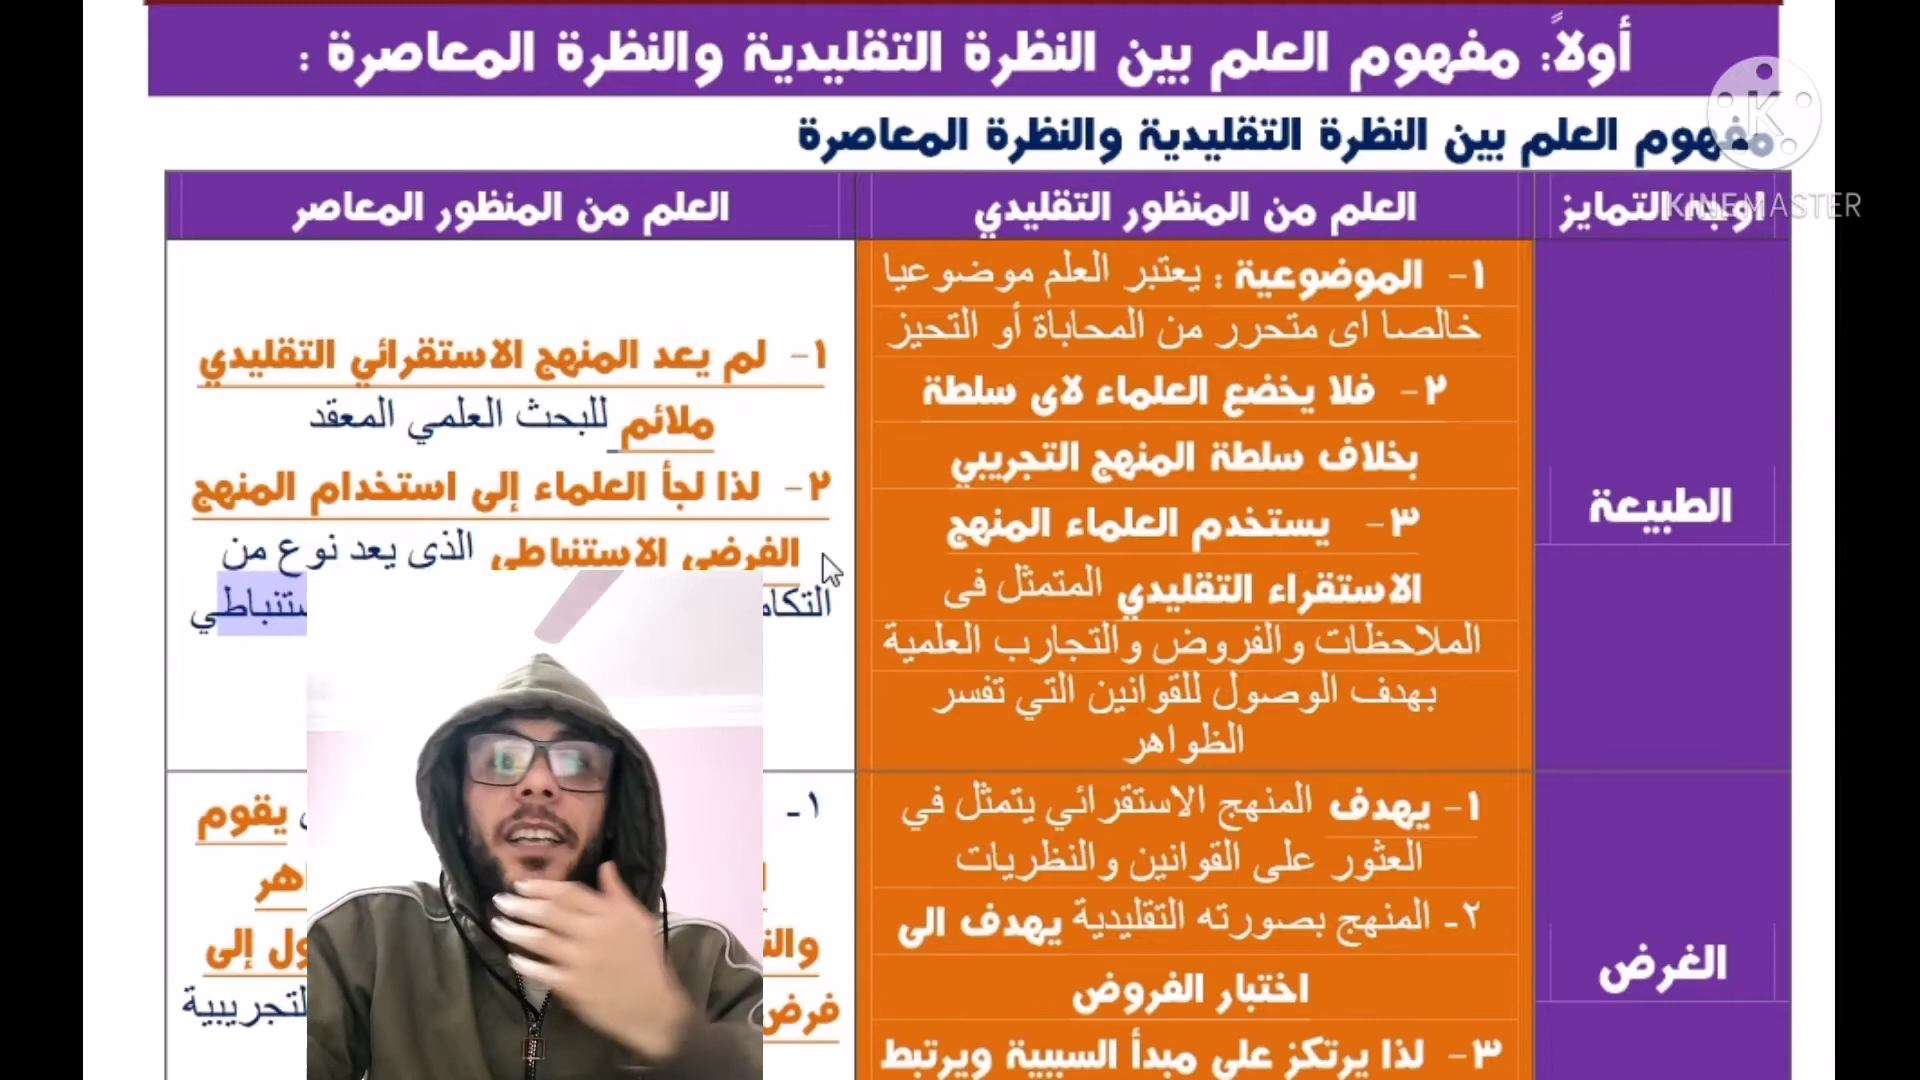 أولاً: مفهوم العلم بين النظرة التقليدية والنظرة المعاصرة :
مفهوم العلم بين النظرة التقليدية والنظرة المعاصرة
KINEMASTER
اوجه التمايز
العلم من المنظور التقليدي
العلم من المنظور المعاصر
الطبيعة
١- الموضوعية : يعتبر العلم موضوعيا
خالصا اى متحرر من المحاباة أو التحيز
٢- فلا يخضع العلماء لاى سلطة
بخلاف سلطة المنهج التجريبي
٣- يستخدم العلماء المنهج
الاستقراء التقليدي المتمثل فى
الملاحظات والفروض والتجارب العلمية
بهدف الوصول للقوانين التي تفسر
الظواهر
١- لم يعد المنهج الاستقرائي التقليدي
ملائم للبحث العلمي المعقد
٢- لذا لجأ العلماء إلى استخدام المنهج
الفرضى الاستنباطى الذى يعد نوع من
الغرض
١- يهدف المنهج الاستقرائي يتمثل في
العثور على القوانين والنظريات
٢- المنهج بصورته التقليدية يهدف الى
اختبار الفروض
٣- لذا يرتكز على مبدأ السببية ويرتبط
١-
يقوم
إلى